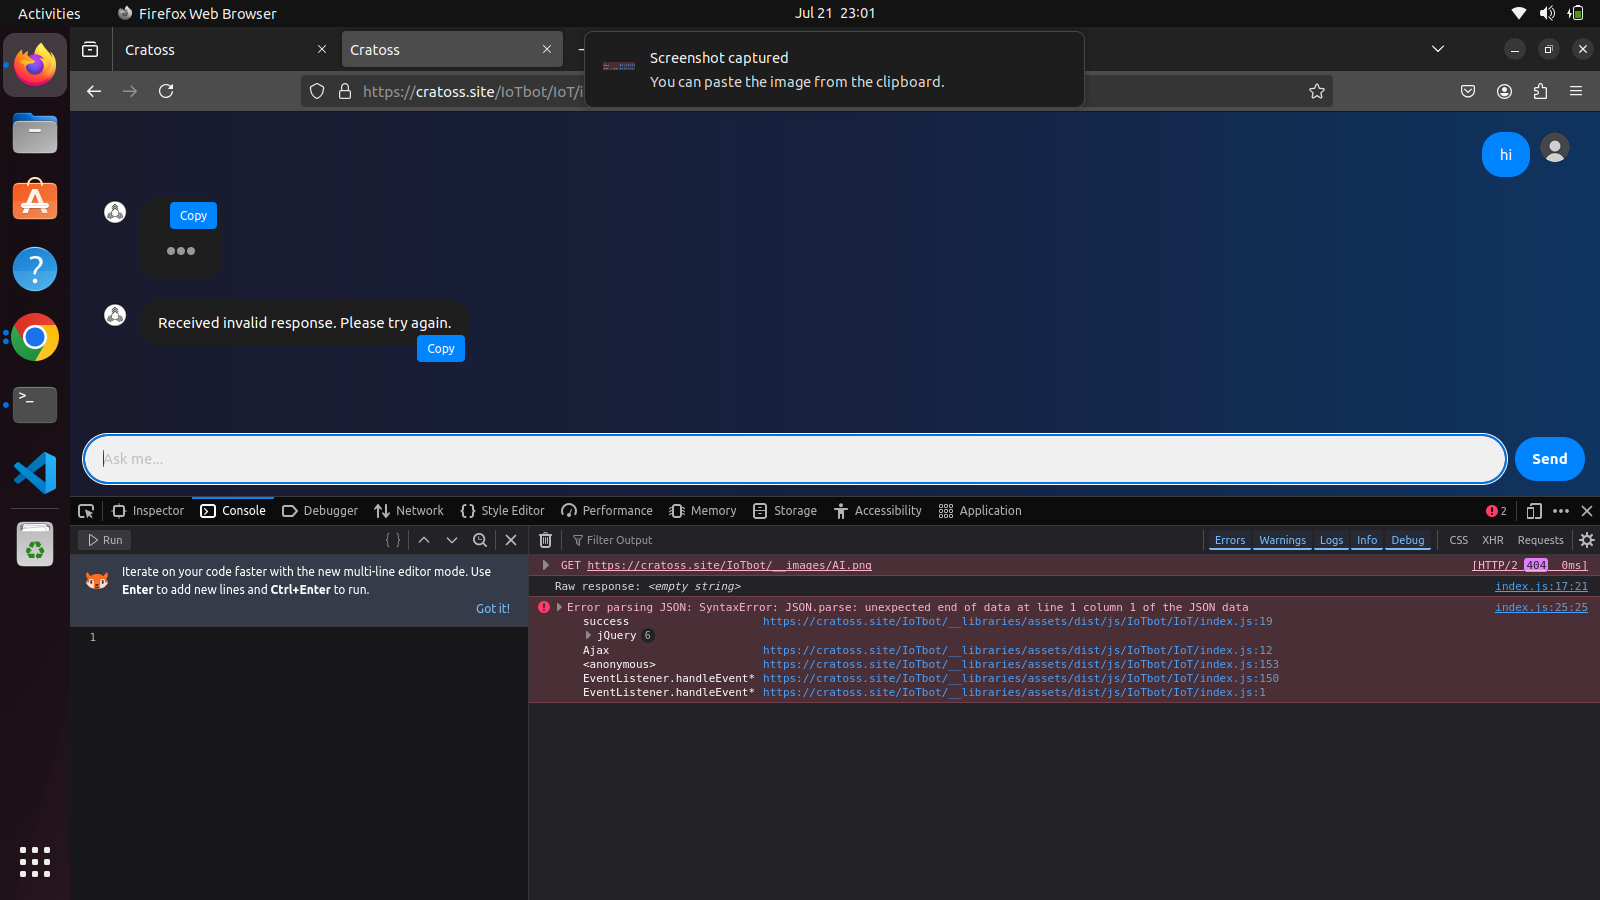 Activities
Firefox Web Browser
Jul 21 23:01
Cratoss
Cratoss
Screenshot captured
You can paste the image from the clipboard.
https://cratoss.site/IoTbot/IoT/i
hi
Copy
Received invalid response. Please try again.
Copy
Ask me...
Send
Inspector Console Debugger Network Style Editor Performance Memory Storage Accessibility Application 2
Run
Filter Output
Errors Warnings Logs Info Debug CSS XHR Requests
Iterate on your code faster with the new multi-line editor mode. Use
Enter to add new lines and Ctrl+Enter to run.
Got it!
1
GET https://cratoss.site/IoTbot/__images/AI.png [HTTP/2 404 0ms]
Raw response: <empty string> index.js:17:21
Error parsing JSON: SyntaxError: JSON.parse: unexpected end of data at line 1 column 1 of the JSON data index.js:25:25
success https://cratoss.site/IoTbot/__libraries/assets/dist/js/IoTbot/IoT/index.js:19
jQuery 6
Ajax https://cratoss.site/IoTbot/__libraries/assets/dist/js/IoTbot/IoT/index.js:12
<anonymous> https://cratoss.site/IoTbot/__libraries/assets/dist/js/IoTbot/IoT/index.js:153
EventListener.handleEvent* https://cratoss.site/IoTbot/__libraries/assets/dist/js/IoTbot/IoT/index.js:150
EventListener.handleEvent* https://cratoss.site/IoTbot/__libraries/assets/dist/js/IoTbot/IoT/index.js:1